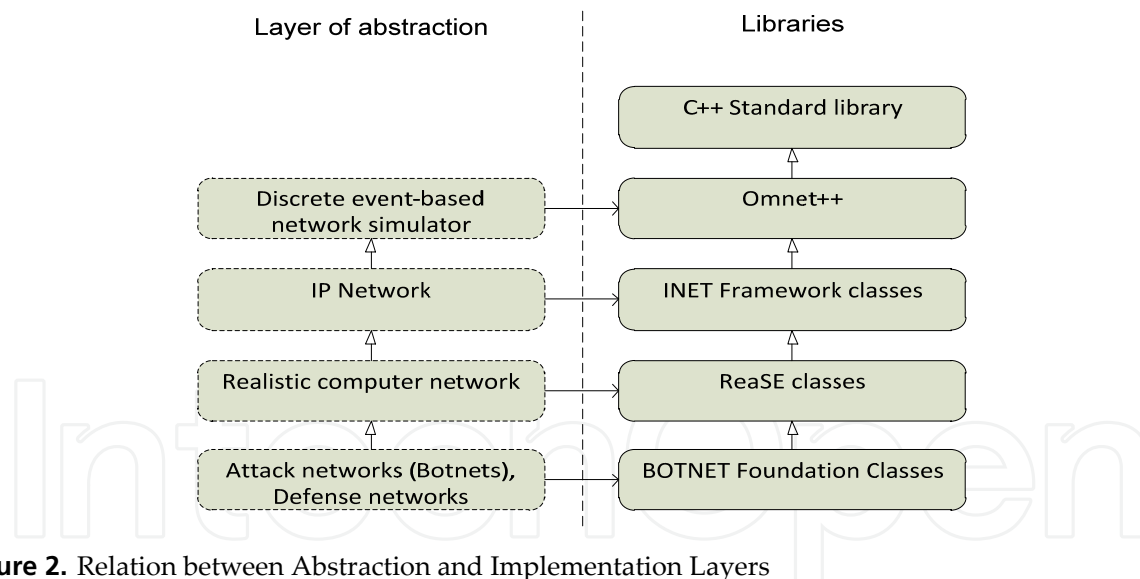 Layer of abstraction
Libraries
C++ Standard library
Discrete event-based
network simulator
Omnet++
IP Network
INET Framework classes
Realistic computer network
ReaSE classes
Attack networks (Botnets),
Defense networks
BOTNET Foundation Classes
IntechOpen
ure 2. Relation between Abstraction and Implementation Layers